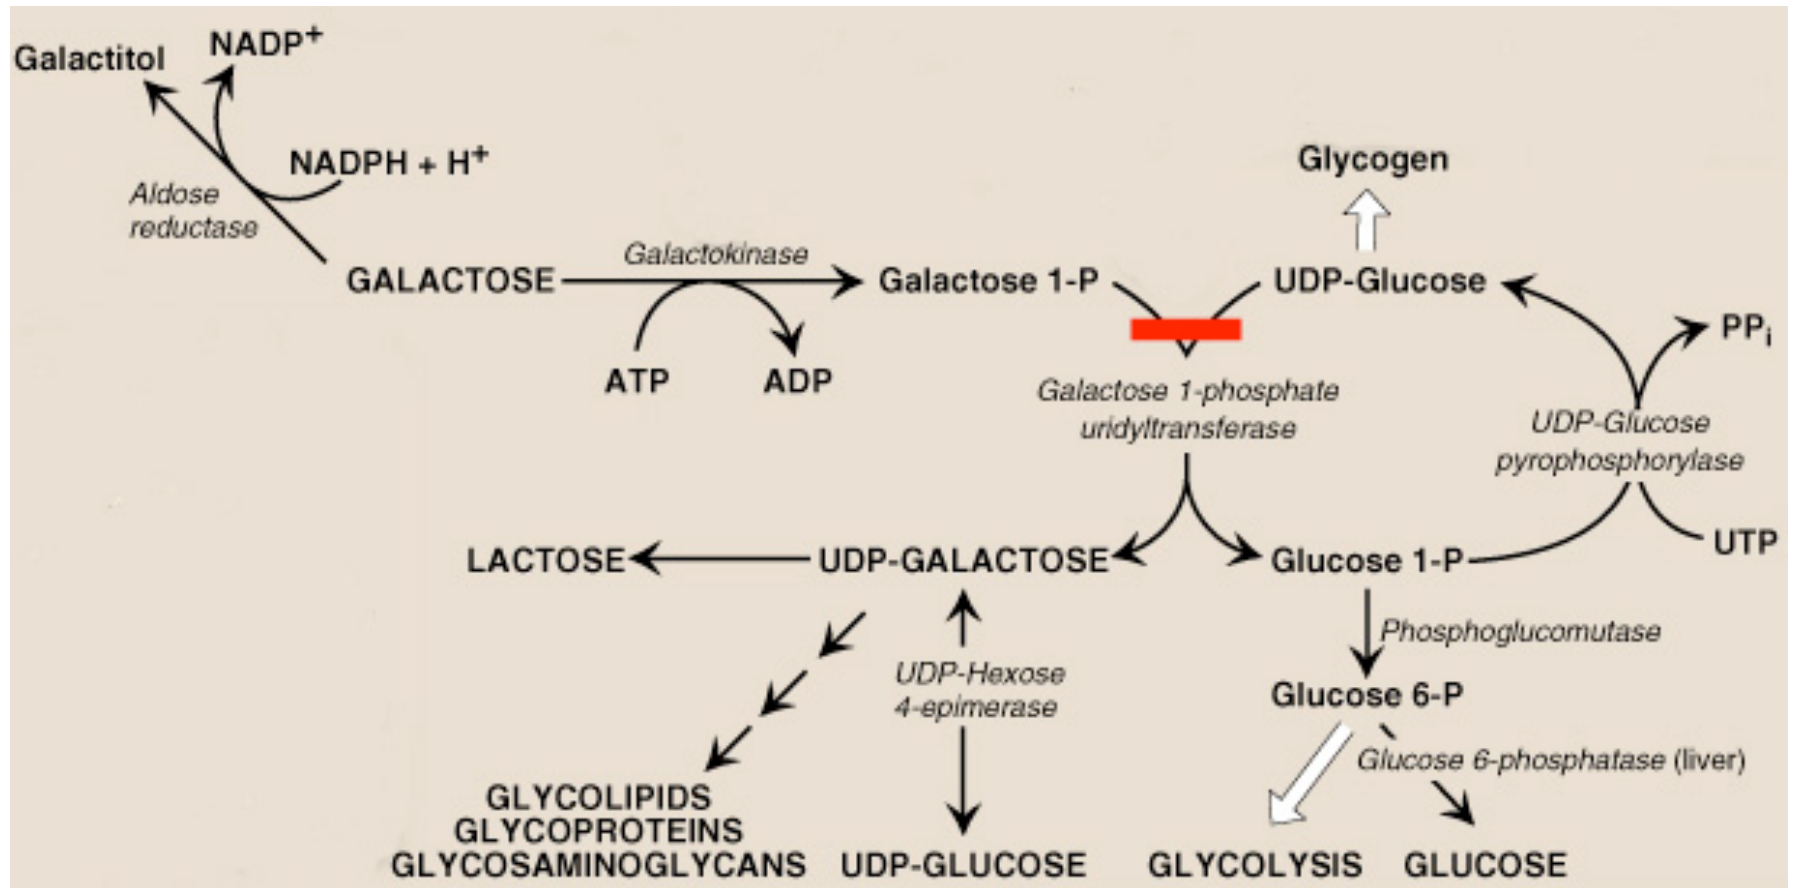 Galactitol
NADP+
NADPH + H+
Aldose
reductase
Glycogen
GALACTOSE
Galactokinase
Galactose 1-P
UDP-Glucose
PPi
ATP
ADP
Galactose 1-phosphate
uridyltransferase
UDP-Glucose
pyrophosphorylase
UTP
LACTOSE
UDP-GALACTOSE
Glucose 1-P
Phosphoglucomutase
UDP-Hexose
4-epimerase
Glucose 6-P
Glucose 6-phosphatase (liver)
GLYCOLIPIDS
GLYCOPROTEINS
GLYCOSAMINOGLYCANS
UDP-GLUCOSE
GLYCOLYSIS
GLUCOSE